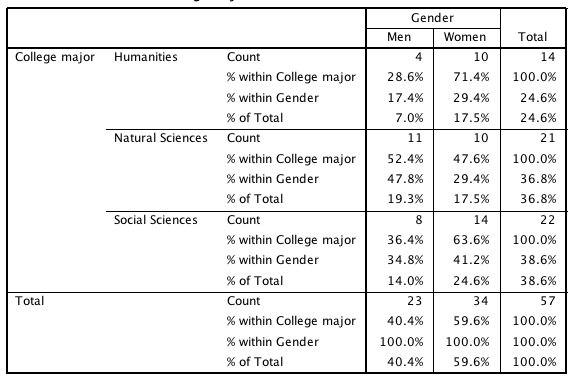 Gender
Men Women Total
College major Humanities Count 4 10 14
% within College major 28.6% 71.4% 100.0%
% within Gender 17.4% 29.4% 24.6%
% of Total 7.0% 17.5% 24.6%
Natural Sciences Count 11 10 21
% within College major 52.4% 47.6% 100.0%
% within Gender 47.8% 29.4% 36.8%
% of Total 19.3% 17.5% 36.8%
Social Sciences Count 8 14 22
% within College major 36.4% 63.6% 100.0%
% within Gender 34.8% 41.2% 38.6%
% of Total 14.0% 24.6% 38.6%
Total Count 23 34 57
% within College major 40.4% 59.6% 100.0%
% within Gender 100.0% 100.0% 100.0%
% of Total 40.4% 59.6% 100.0%